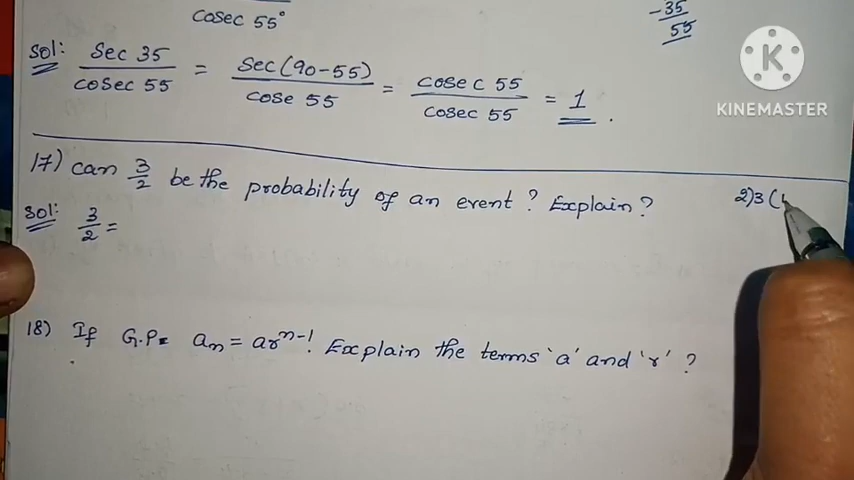 cosec 55°
-35
55
Sol: Sec 35 / cosec 55 = Sec(90-55) / cose 55 = cosec 55 / cosec 55 = 1.
KINEMASTER
17) can 3/2 be the probability of an event? Explain?
2)3(1
Sol: 3/2 =
18) If G.P= aₙ = arⁿ⁻¹. Explain the terms 'a' and 'r' ?